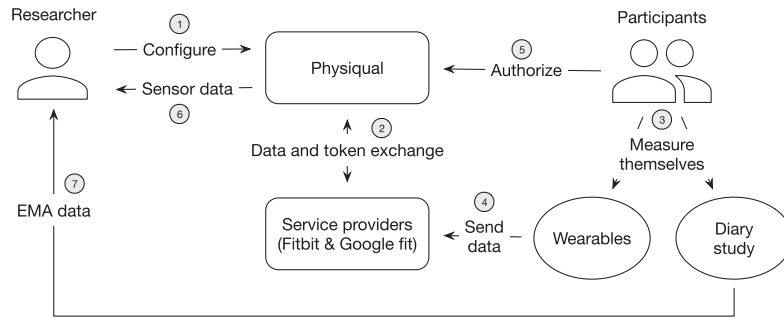 Researcher
Participants
1
Configure
Physiqual
5
Authorize
Sensor data
6
2
Data and token exchange
3
Measure
themselves
7
EMA data
4
Send
data
Service providers
(Fitbit & Google fit)
Wearables
Diary
study